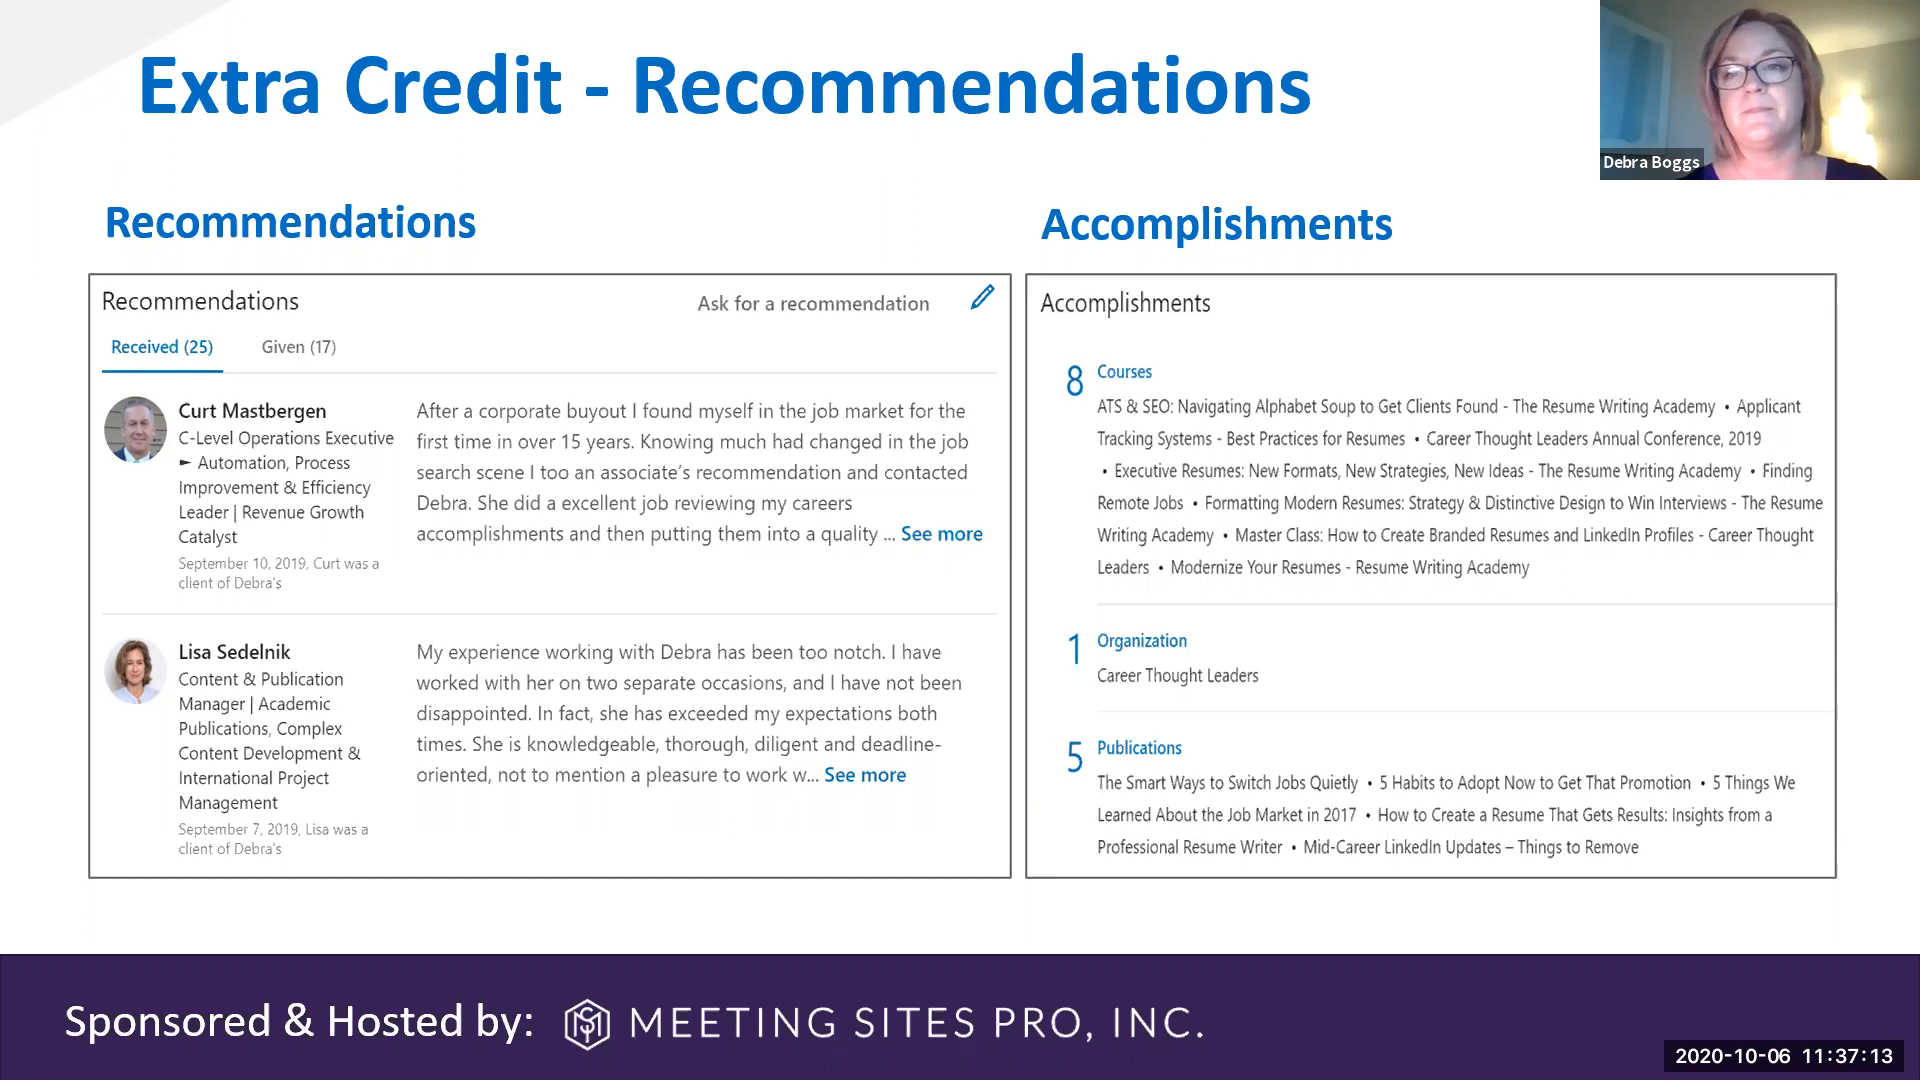 Extra Credit - Recommendations
Debra Boggs
Recommendations
Recommendations
Ask for a recommendation
Received (25)
Given (17)
Curt Mastbergen
C-Level Operations Executive
► Automation, Process
Improvement & Efficiency
Leader | Revenue Growth
Catalyst
September 10, 2019, Curt was a
client of Debra's
After a corporate buyout I found myself in the job market for the
first time in over 15 years. Knowing much had changed in the job
search scene I too an associate's recommendation and contacted
Debra. She did a excellent job reviewing my careers
accomplishments and then putting them into a quality ... See more
Lisa Sedelnik
Content & Publication
Manager | Academic
Publications, Complex
Content Development &
International Project
Management
September 7, 2019, Lisa was a
client of Debra's
My experience working with Debra has been too notch. I have
worked with her on two separate occasions, and I have not been
disappointed. In fact, she has exceeded my expectations both
times. She is knowledgeable, thorough, diligent and deadline-
oriented, not to mention a pleasure to work w... See more
Accomplishments
Accomplishments
8 Courses
ATS & SEO: Navigating Alphabet Soup to Get Clients Found - The Resume Writing Academy • Applicant
Tracking Systems - Best Practices for Resumes • Career Thought Leaders Annual Conference, 2019
• Executive Resumes: New Formats, New Strategies, New Ideas - The Resume Writing Academy • Finding
Remote Jobs • Formatting Modern Resumes: Strategy & Distinctive Design to Win Interviews - The Resume
Writing Academy • Master Class: How to Create Branded Resumes and LinkedIn Profiles - Career Thought
Leaders • Modernize Your Resumes - Resume Writing Academy
1 Organization
Career Thought Leaders
5 Publications
The Smart Ways to Switch Jobs Quietly • 5 Habits to Adopt Now to Get That Promotion • 5 Things We
Learned About the Job Market in 2017 • How to Create a Resume That Gets Results: Insights from a
Professional Resume Writer • Mid-Career LinkedIn Updates – Things to Remove
Sponsored & Hosted by: MEETING SITES PRO, INC.
2020-10-06 11:37:13